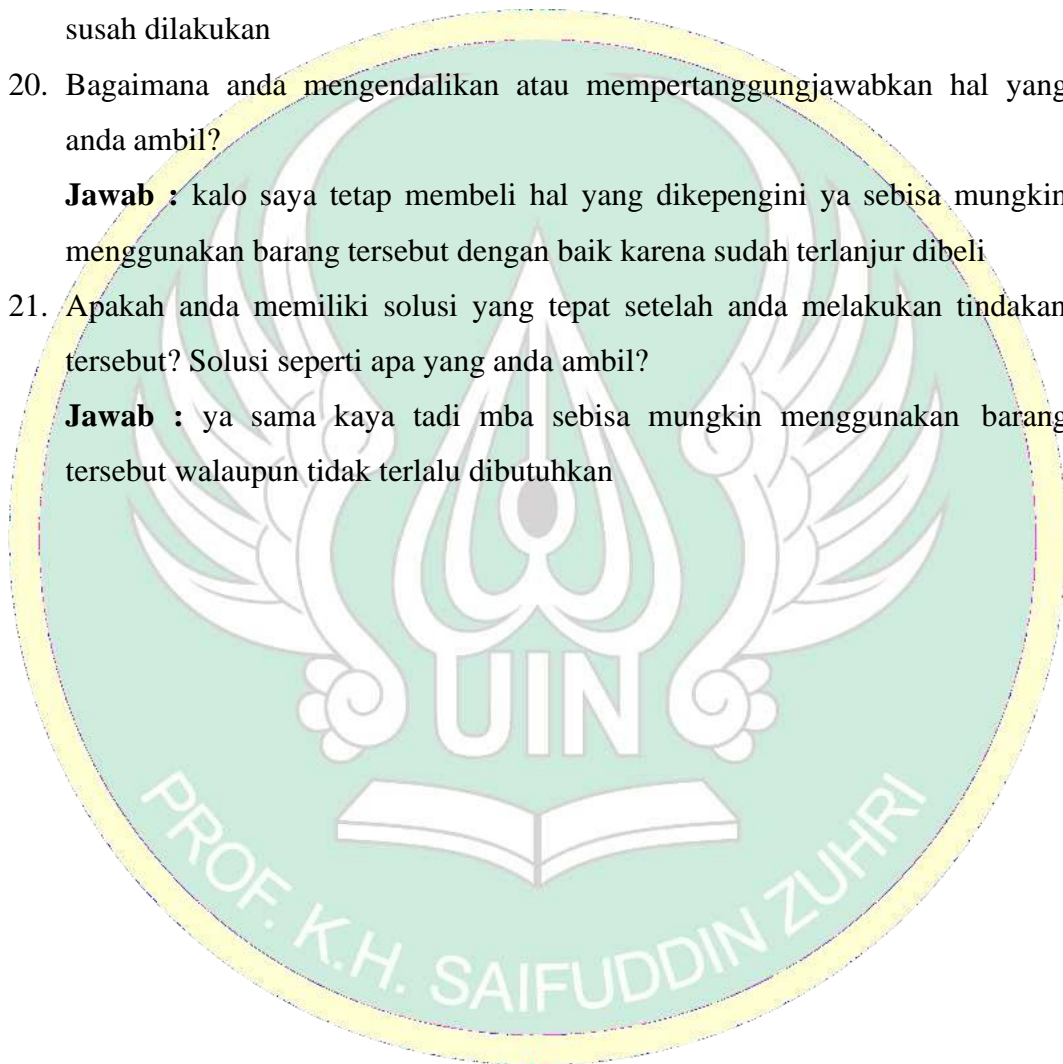 susah dilakukan
20. Bagaimana anda mengendalikan atau mempertanggungjawabkan hal yang
anda ambil?
Jawab : kalo saya tetap membeli hal yang dikepengini ya sebisa mungkin
menggunakan barang tersebut dengan baik karena sudah terlanjur dibeli
21. Apakah anda memiliki solusi yang tepat setelah anda melakukan tindakan
tersebut? Solusi seperti apa yang anda ambil?
Jawab : ya sama kaya tadi mba sebisa mungkin menggunakan barang
tersebut walaupun tidak terlalu dibutuhkan
UIN
PROF. K.H. SAIFUDDIN ZUHRI